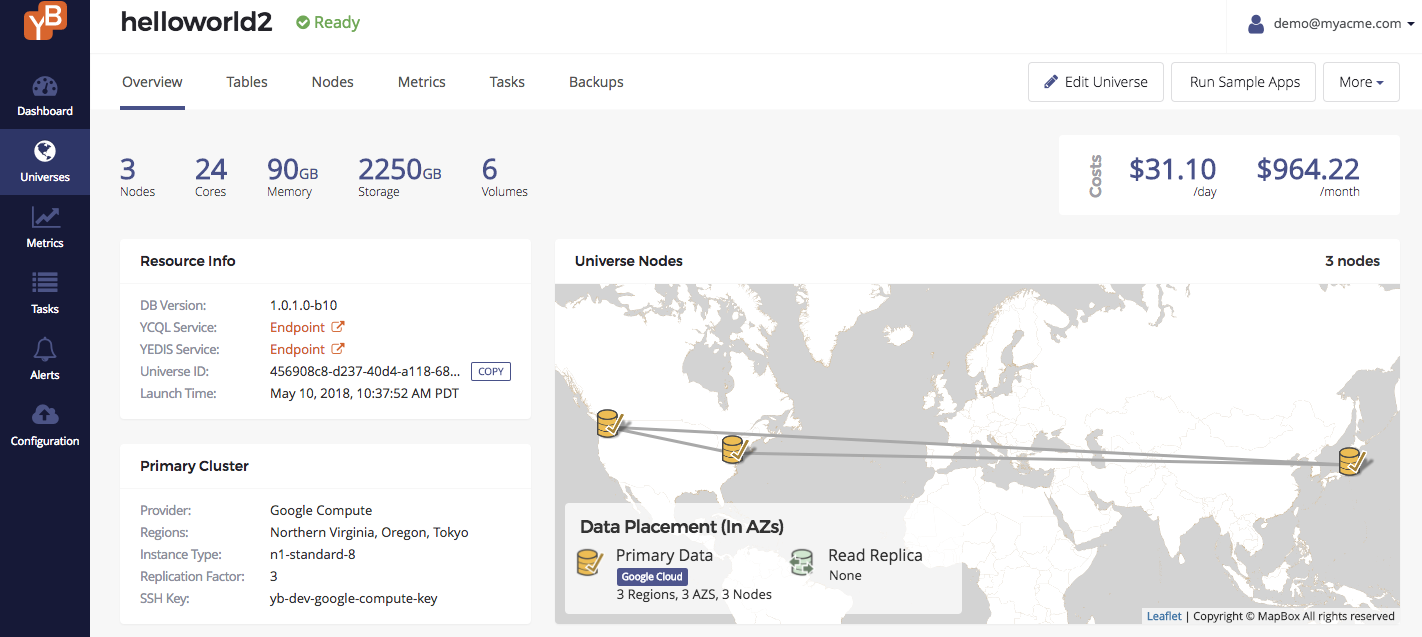 YB
helloworld2 Ready
demo@myacme.com
Dashboard
Universes
Metrics
Tasks
Alerts
Configuration
Overview Tables Nodes Metrics Tasks Backups
Edit Universe Run Sample Apps More
3 24 90GB 2250GB 6
Nodes Cores Memory Storage Volumes
Costs
$31.10 $964.22
/day /month
Resource Info
DB Version: 1.0.1.0-b10
YCQL Service: Endpoint
YEDIS Service: Endpoint
Universe ID: 456908c8-d237-40d4-a118-68... COPY
Launch Time: May 10, 2018, 10:37:52 AM PDT
Primary Cluster
Provider: Google Compute
Regions: Northern Virginia, Oregon, Tokyo
Instance Type: n1-standard-8
Replication Factor: 3
SSH Key: yb-dev-google-compute-key
Universe Nodes 3 nodes
Data Placement (In AZs)
Primary Data
Google Cloud
3 Regions, 3 AZS, 3 Nodes
Read Replica
None
Leaflet | Copyright © MapBox All rights reserved